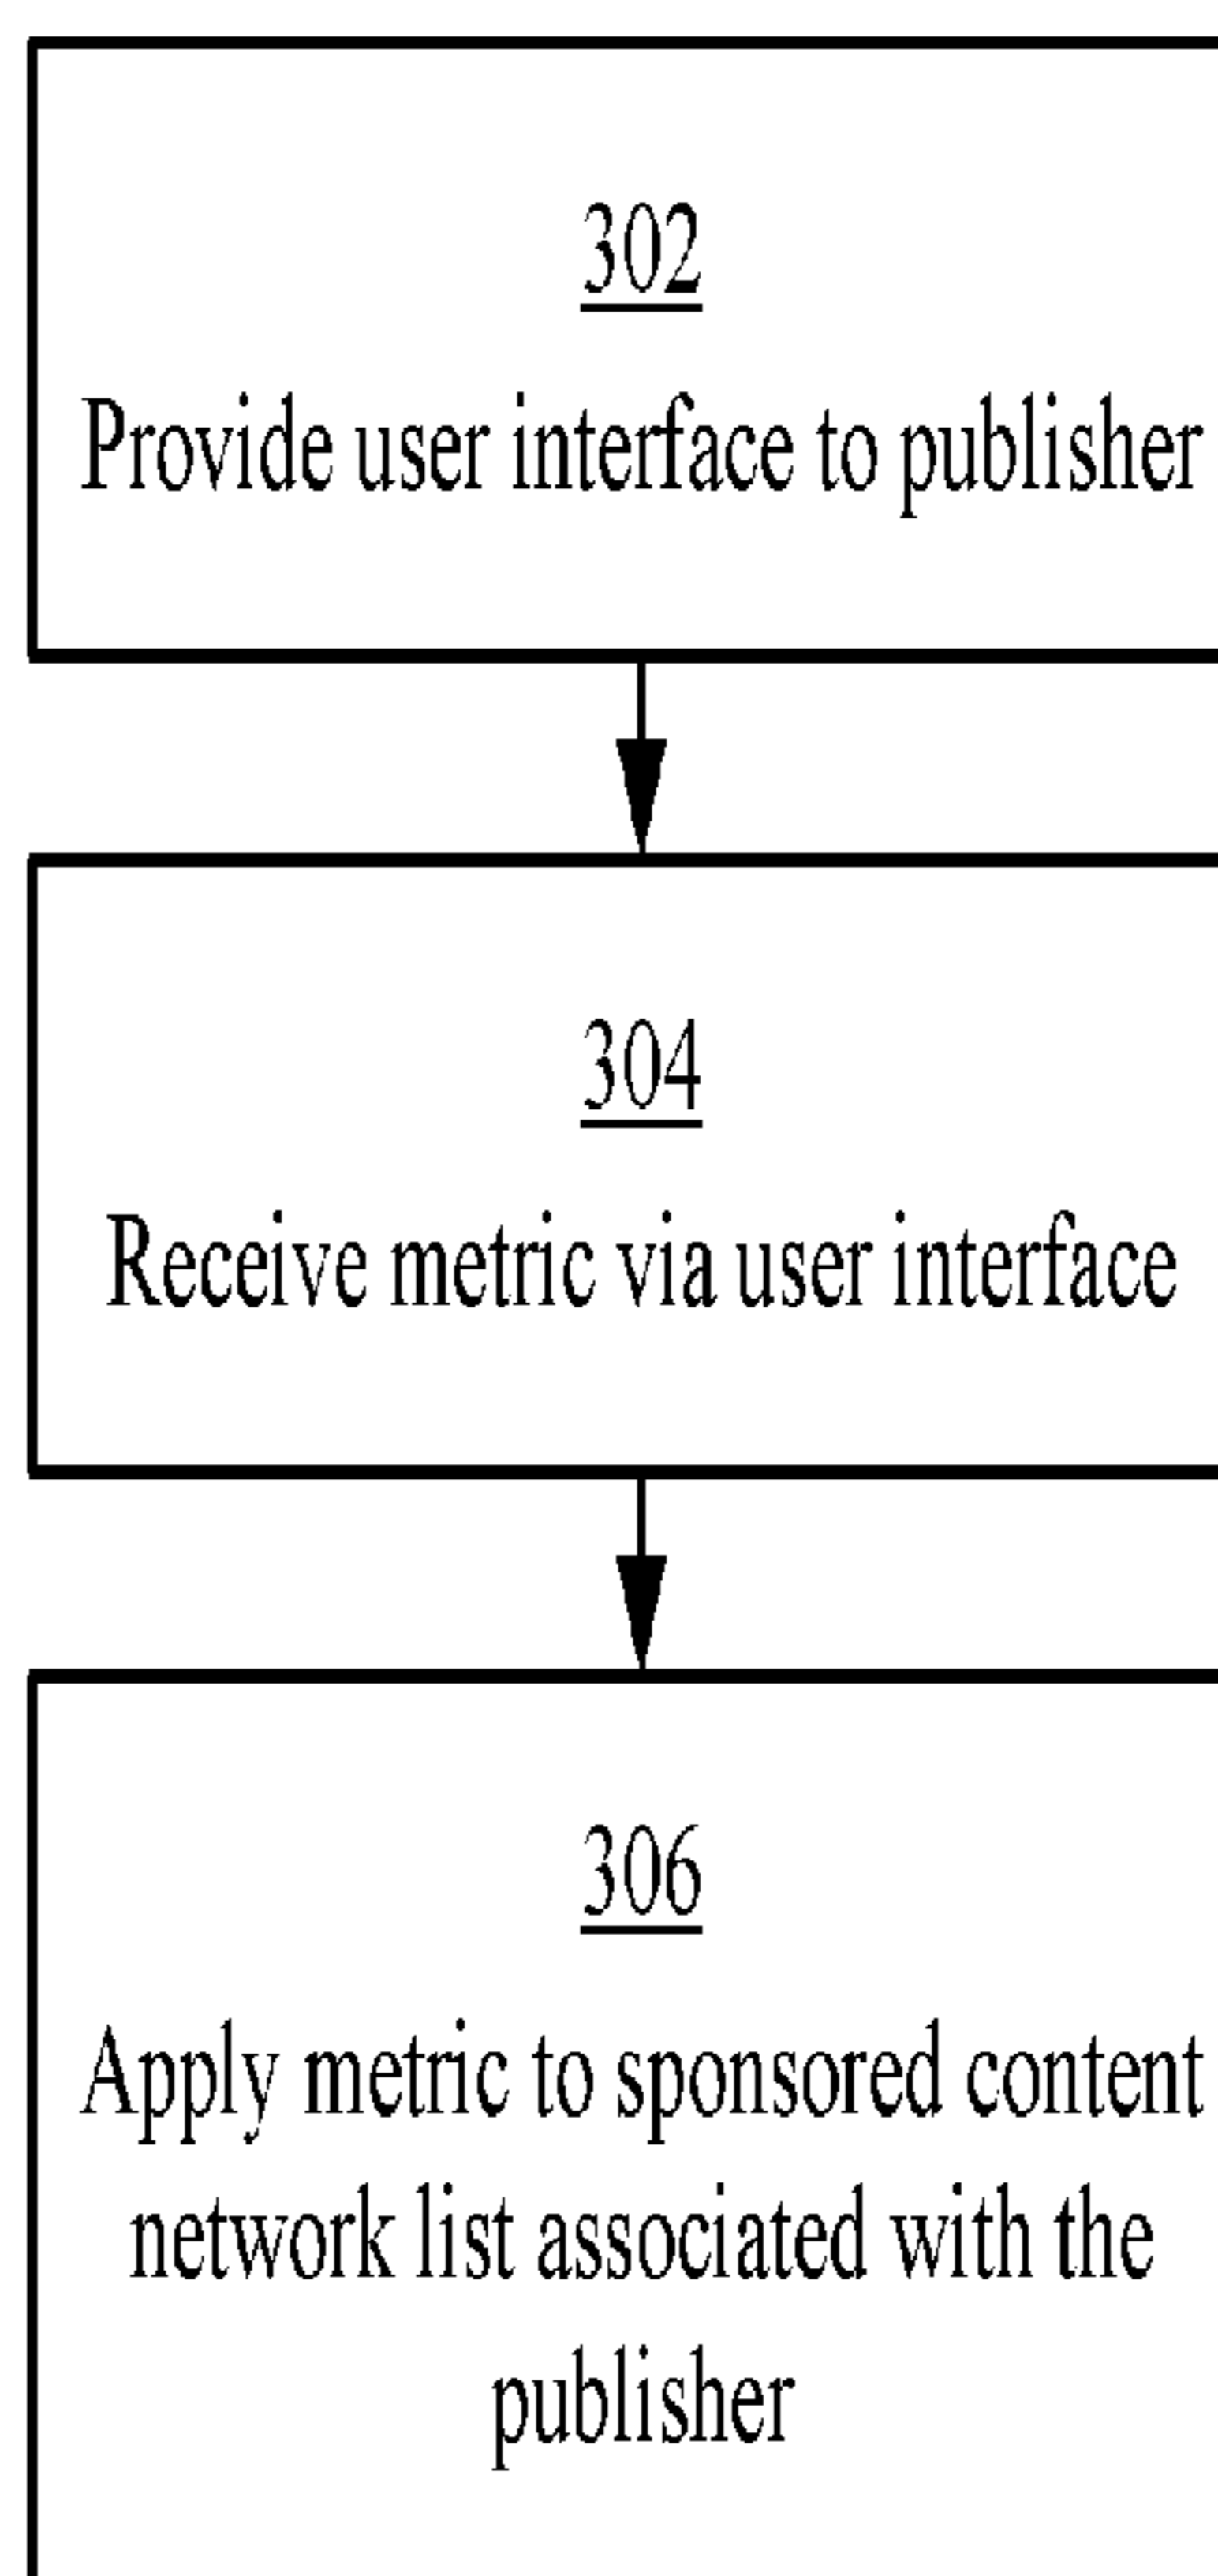 302
Provide user interface to publisher
304
Receive metric via user interface
306
Apply metric to sponsored content
network list associated with the
publisher